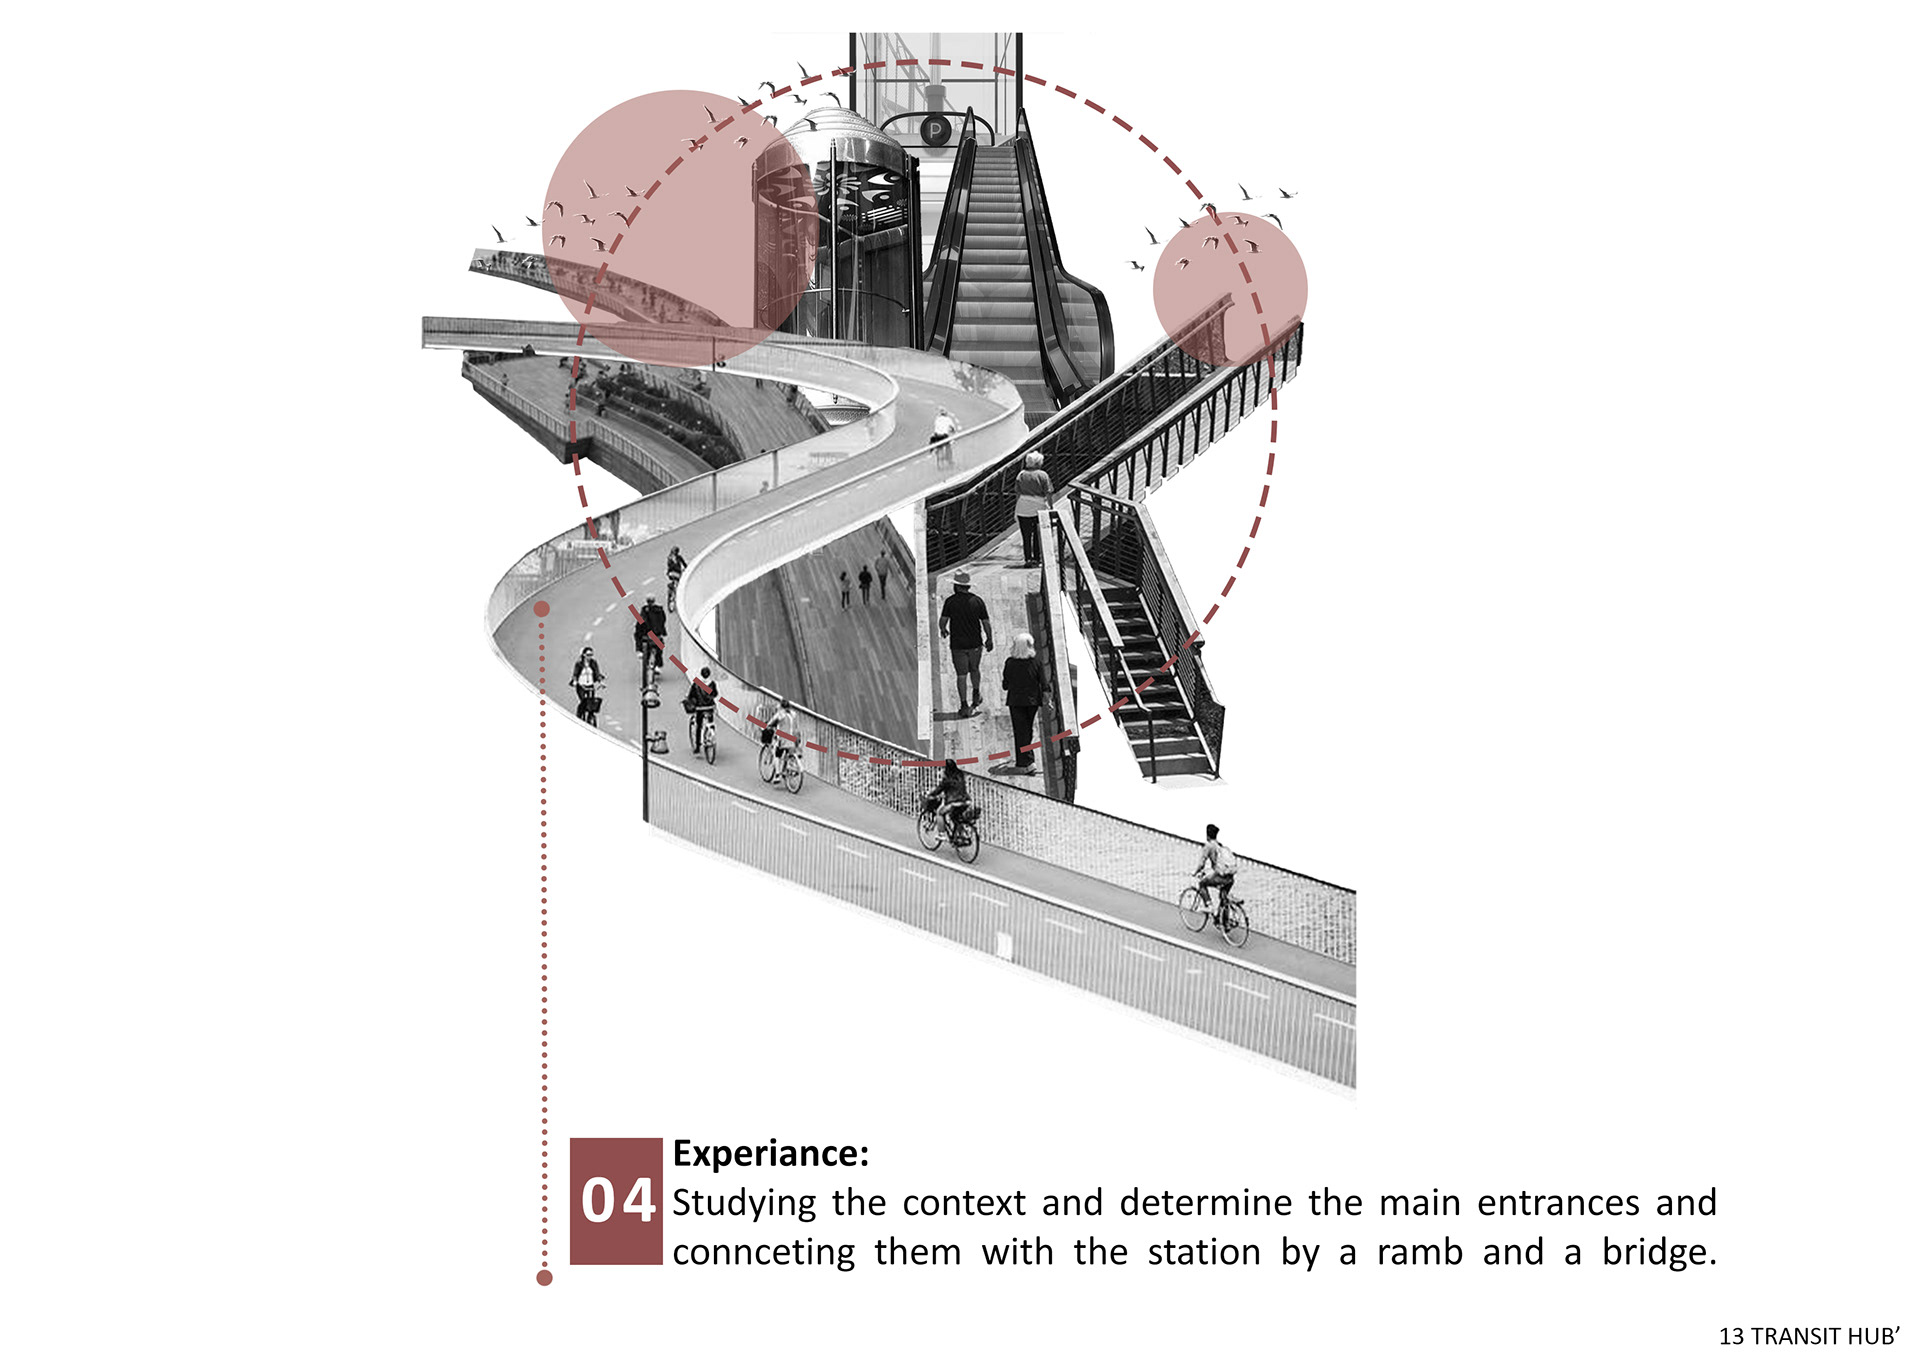 P
Experiance:
04
Studying the context and determine the main entrances and
connceting them with the station by a ramb and a bridge.
13 TRANSIT HUB’